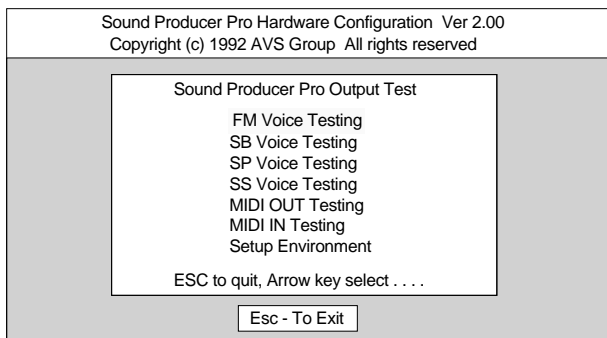 Sound Producer Pro Hardware Configuration Ver 2.00
Copyright (c) 1992 AVS Group All rights reserved
Sound Producer Pro Output Test
FM Voice Testing
SB Voice Testing
SP Voice Testing
SS Voice Testing
MIDI OUT Testing
MIDI IN Testing
Setup Environment
ESC to quit, Arrow key select . . . .
Esc - To Exit